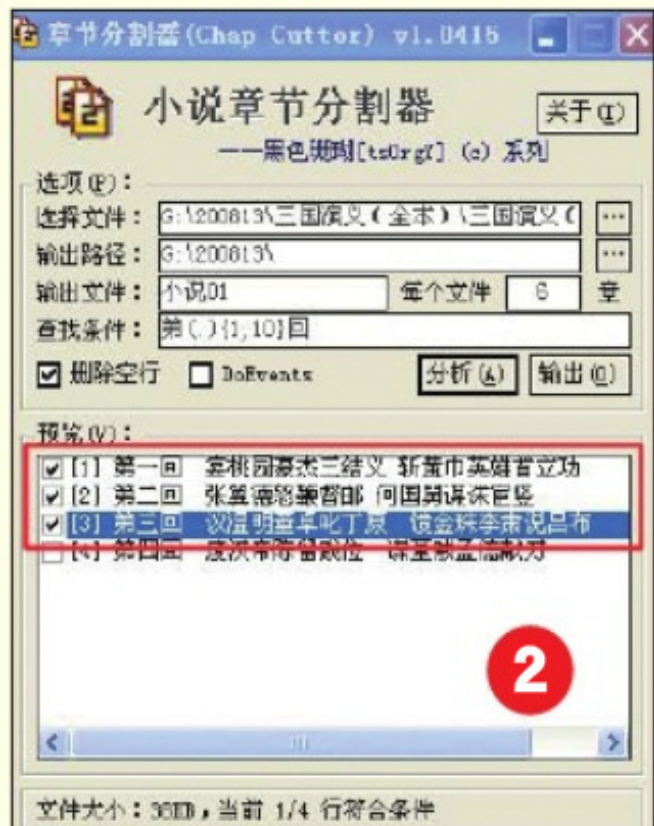 章节分割器(Chap Cuttor) v1.0415
小说章节分割器
关于(I)
——黑色珊瑚[tsOrgY] (c) 系列
选项(P)：
选择文件： G:\200813\三国演义(全本)\三国演义( ...
输出路径： G:\200813\ ...
输出文件： 小说01 每个文件 6 章
查找条件： 第(.){1,10}回
删除空行 DoEvents 分析(A) 输出(O)
预览(V)：
[1] 第一回 宴桃园豪杰三结义 斩黄巾英雄首立功
[2] 第二回 张翼德怒鞭督邮 何国舅谋诛宦竖
[3] 第三回 议温明董卓叱丁原 馈金珠李肃说吕布
[4] 第四回
2
文件大小：36KB，当前 1/4 行符合条件